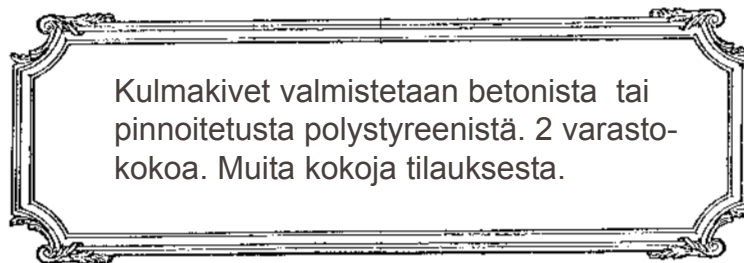 Kulmakivet valmistetaan betonista tai
pinnoitetusta polystyreenistä. 2 varasto-
kokoa. Muita kokoja tilauksesta.